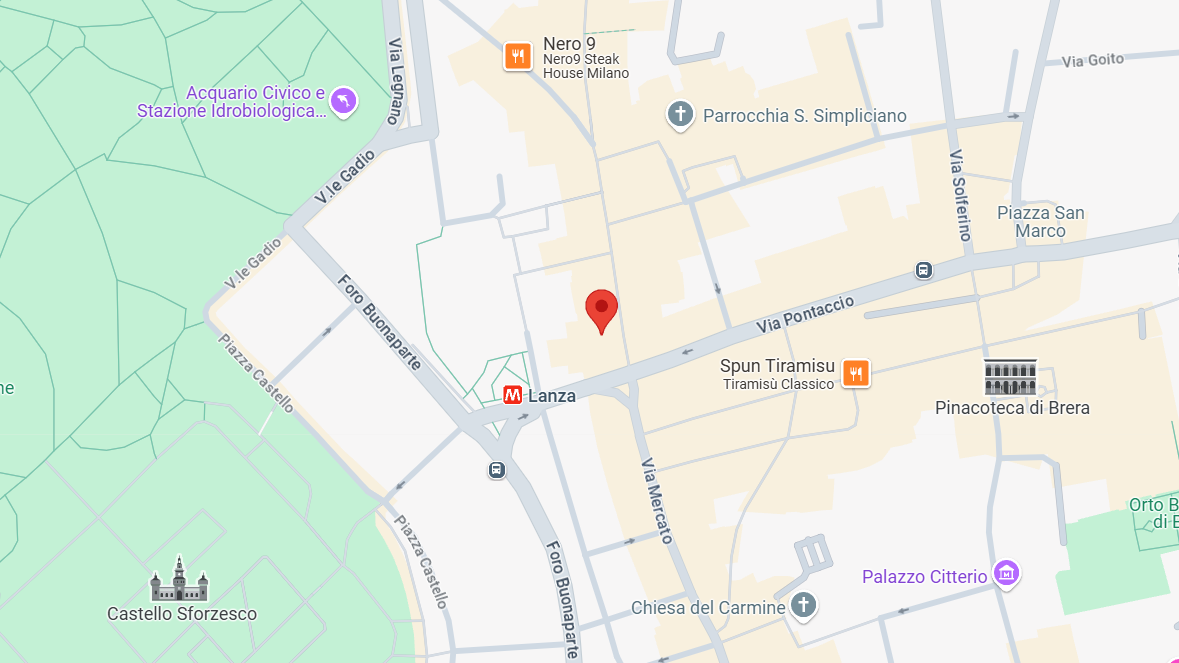 Nero 9
Nero9 Steak
House Milano
Via Legnano
Via Goito
Acquario Civico e
Stazione Idrobiologica...
Parrocchia S. Simpliciano
V.le Gadio
Via Solferino
Piazza San
Marco
V.le Gadio
Foro Buonaparte
Via Pontaccio
Piazza Castello
Spun Tiramisu
Tiramisù Classico
ne
M
Lanza
Pinacoteca di Brera
Via Mercato
Orto B
di B
Piazza Castello
Foro Buonaparte
Palazzo Citterio
Castello Sforzesco
Chiesa del Carmine